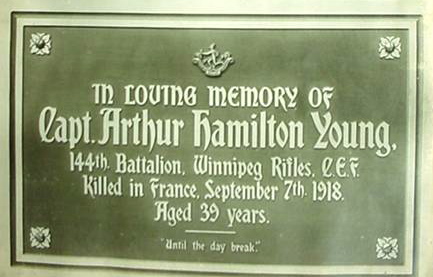 In loving memory of
Capt. Arthur Hamilton Young,
144th. Battalion, Winnipeg Rifles, C.E.F.
Killed in France, September 7th. 1918.
Aged 39 years.
"Until the day break."